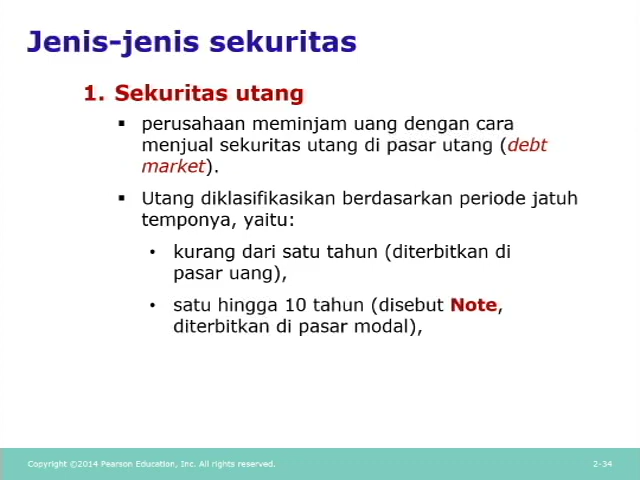 Jenis-jenis sekuritas
1. Sekuritas utang
▪ perusahaan meminjam uang dengan cara
menjual sekuritas utang di pasar utang (debt
market).
▪ Utang diklasifikasikan berdasarkan periode jatuh
temponya, yaitu:
• kurang dari satu tahun (diterbitkan di
pasar uang),
• satu hingga 10 tahun (disebut Note,
diterbitkan di pasar modal),
Copyright ©2014 Pearson Education, Inc. All rights reserved.
2-34